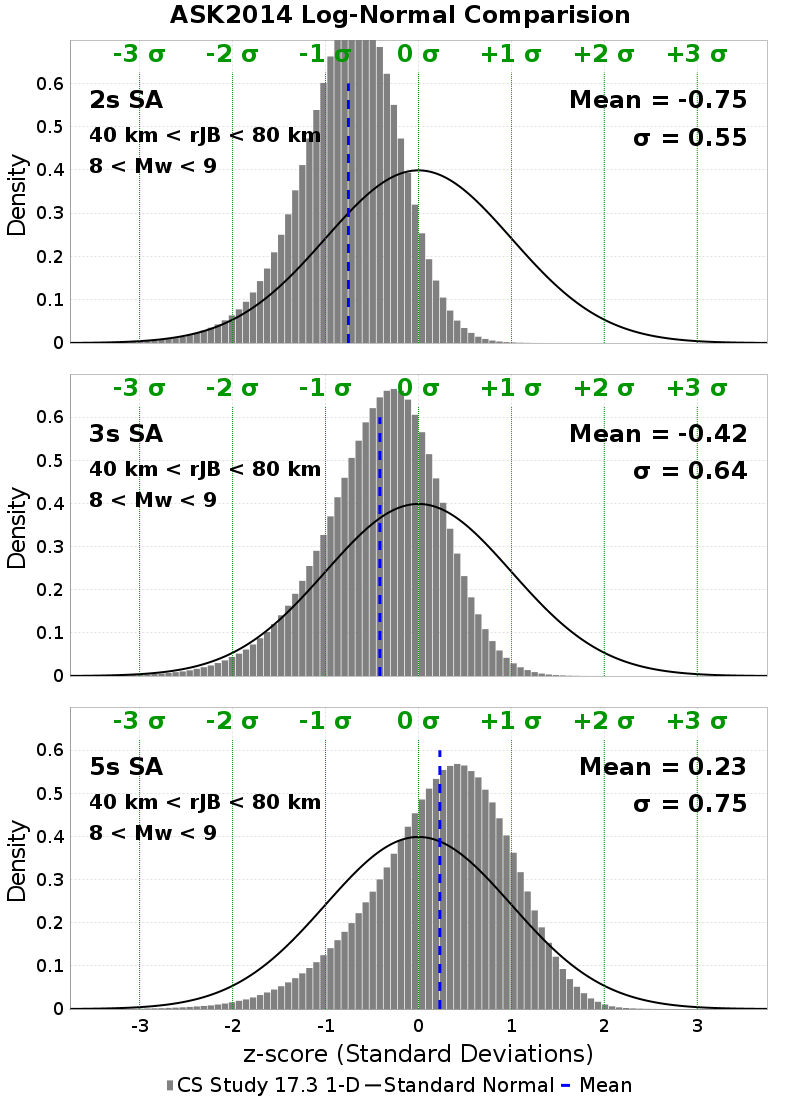 ASK2014 Log-Normal Comparision
-3 σ -2 σ -1 σ 0 σ +1 σ +2 σ +3 σ
0.6
2s SA Mean = -0.75
0.5
40 km < rJB < 80 km σ = 0.55
8 < Mw < 9
0.4
0.3
0.2
0.1
0
Density
-3 σ -2 σ -1 σ 0 σ +1 σ +2 σ +3 σ
0.6
3s SA Mean = -0.42
0.5
40 km < rJB < 80 km σ = 0.64
8 < Mw < 9
0.4
0.3
0.2
0.1
0
Density
-3 σ -2 σ -1 σ 0 σ +1 σ +2 σ +3 σ
0.6
5s SA Mean = 0.23
0.5
40 km < rJB < 80 km σ = 0.75
8 < Mw < 9
0.4
0.3
0.2
0.1
0
Density
-3 -2 -1 0 1 2 3
z-score (Standard Deviations)
CS Study 17.3 1-D Standard Normal Mean